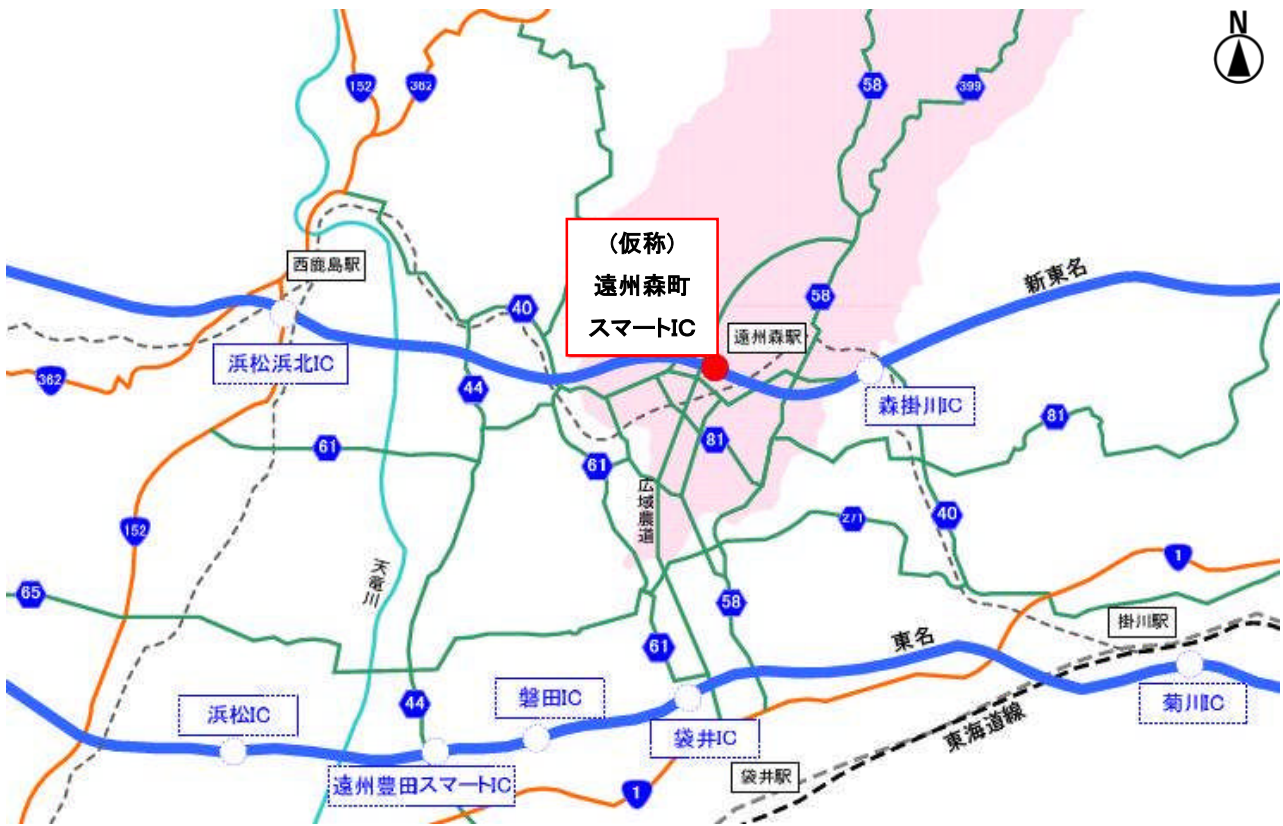 N
152
362
58
399
(仮称)
遠州森町
スマートIC
西鹿島駅
新東名
40
58
遠州森駅
浜松浜北IC
362
44
森掛川IC
81
81
61
61
広域農道
152
271
40
1
天竜川
65
58
掛川駅
61
東名
44
磐田IC
浜松IC
袋井IC
菊川IC
東海道線
遠州豊田スマートIC
袋井駅
1